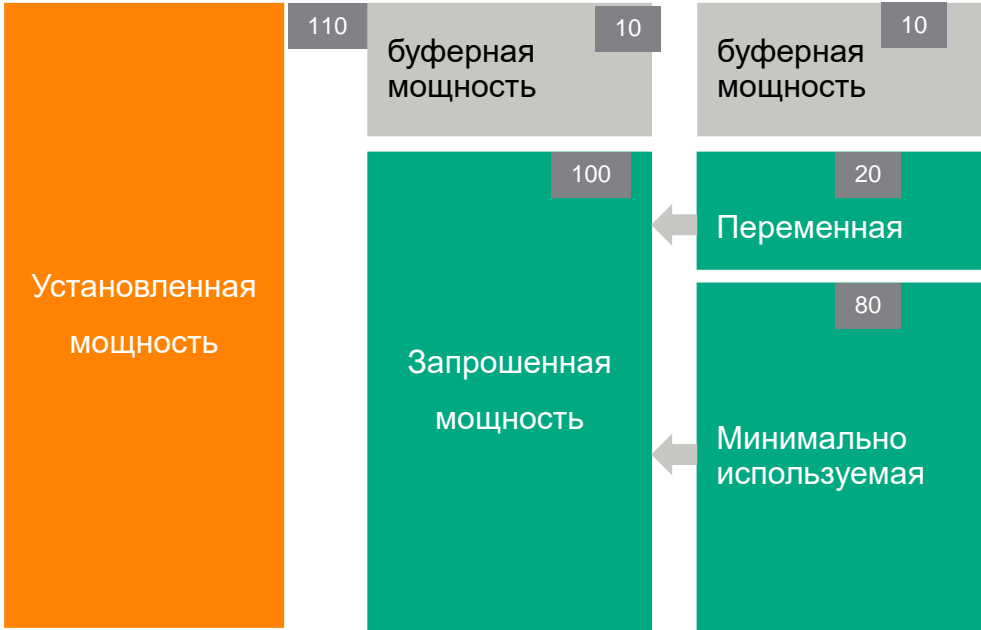 110
Установленная
мощность
10
буферная
мощность
100
Запрошенная
мощность
10
буферная
мощность
20
Переменная
80
Минимально
используемая